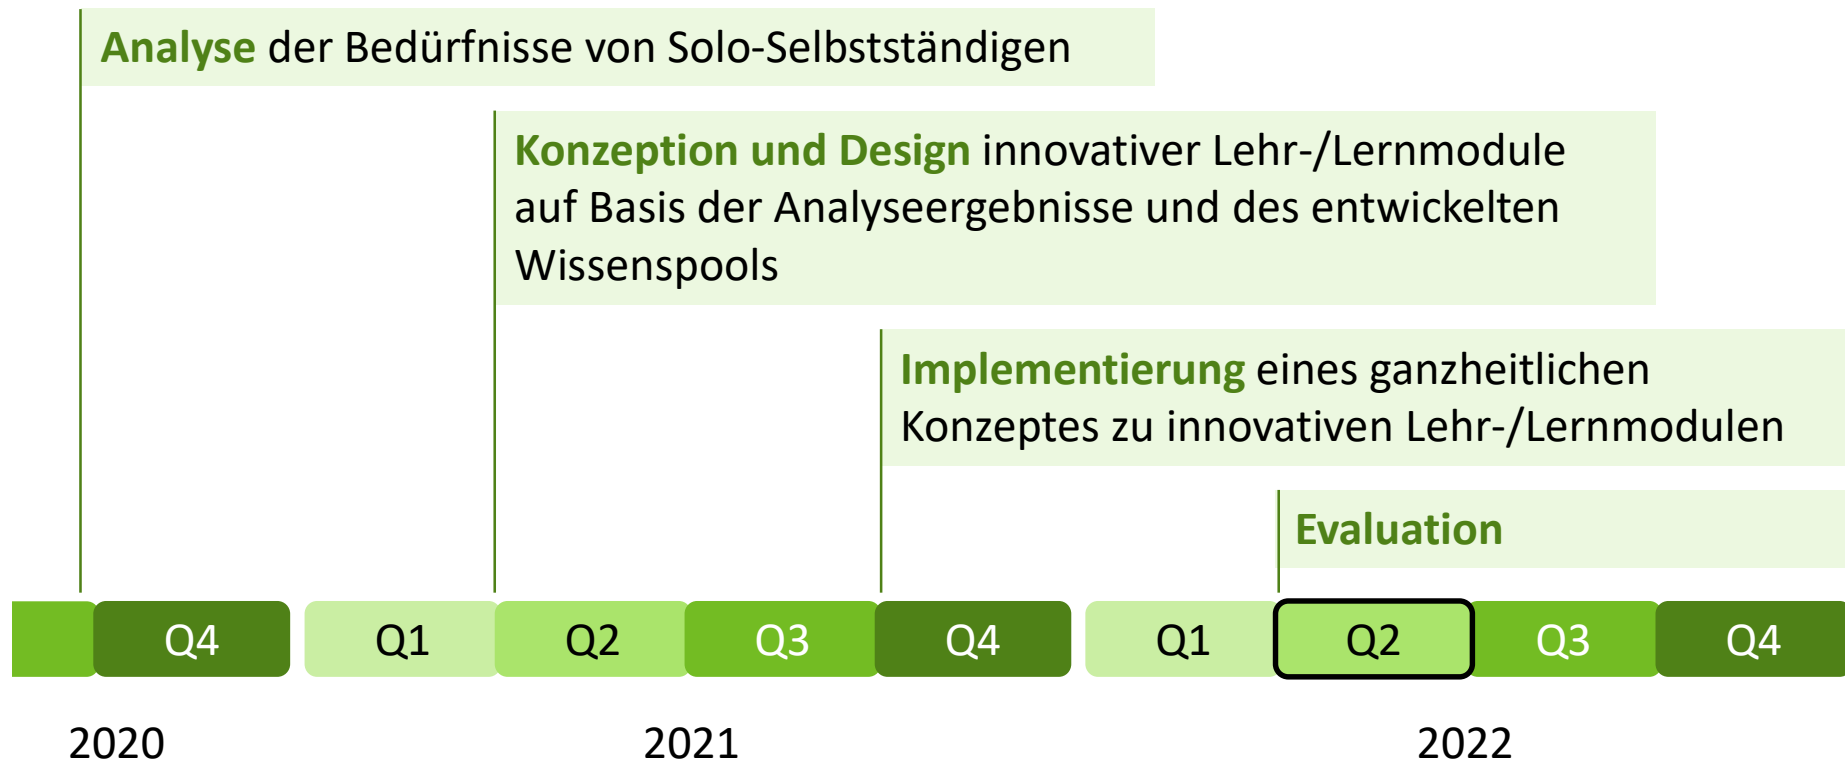 Analyse der Bedürfnisse von Solo-Selbstständigen
Konzeption und Design innovativer Lehr-/Lernmodule
auf Basis der Analyseergebnisse und des entwickelten
Wissenspools
Implementierung eines ganzheitlichen
Konzeptes zu innovativen Lehr-/Lernmodulen
Evaluation
Q4 Q1 Q2 Q3 Q4 Q1 Q2 Q3 Q4
2020 2021 2022